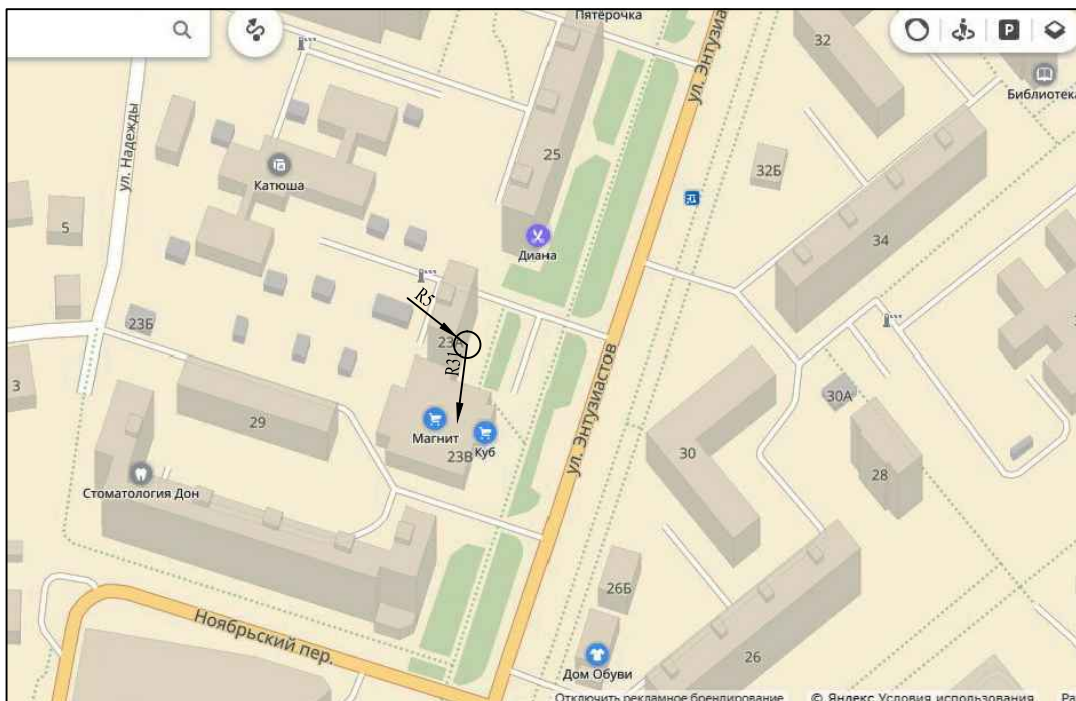 Пятёрочка
ул. Энтузиастов
32
P
Библиотека
ул. Надежды
25
32Б
Катюша
5
34
Диана
R5
23Б
R31
ул. Энтузиастов
3
30А
29
Магнит
Куб
23В
30
28
Стоматология Дон
26Б
Ноябрьский пер.
26
Дом Обуви
Отключить рекламное брендирование
© Яндекс Условия использования